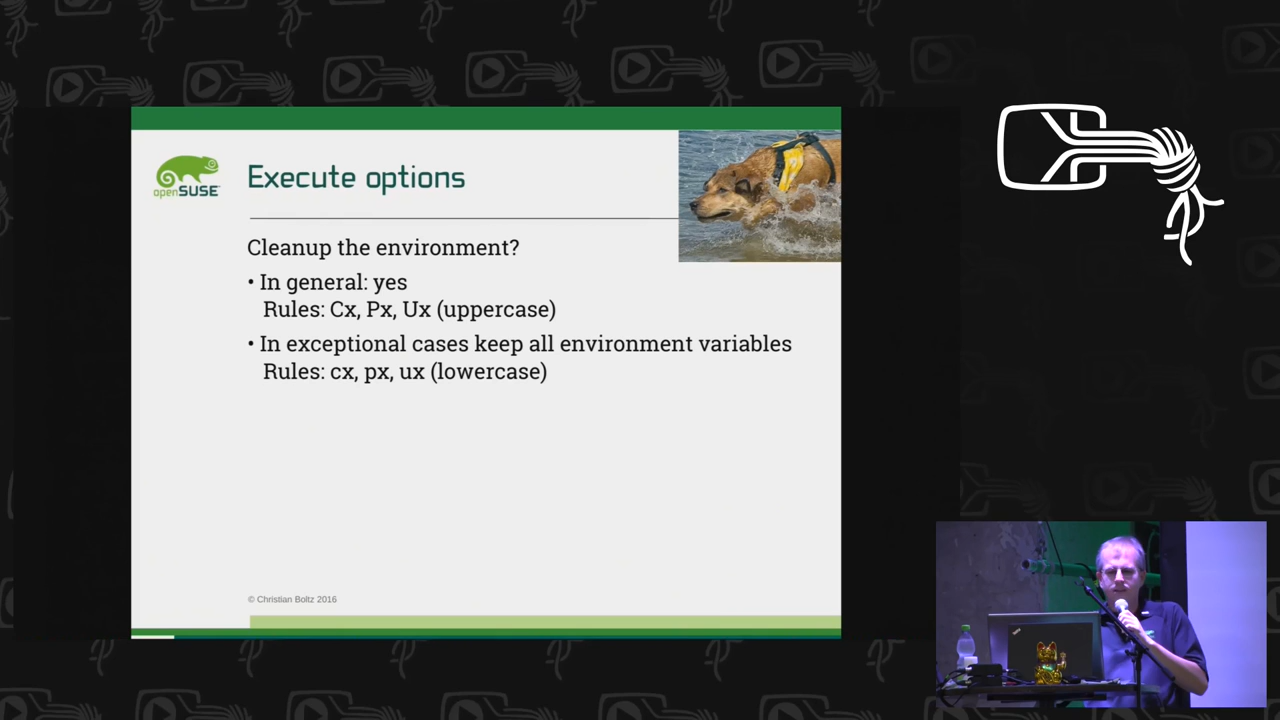 openSUSE
Execute options
Cleanup the environment?
• In general: yes
Rules: Cx, Px, Ux (uppercase)
• In exceptional cases keep all environment variables
Rules: cx, px, ux (lowercase)
© Christian Boltz 2016